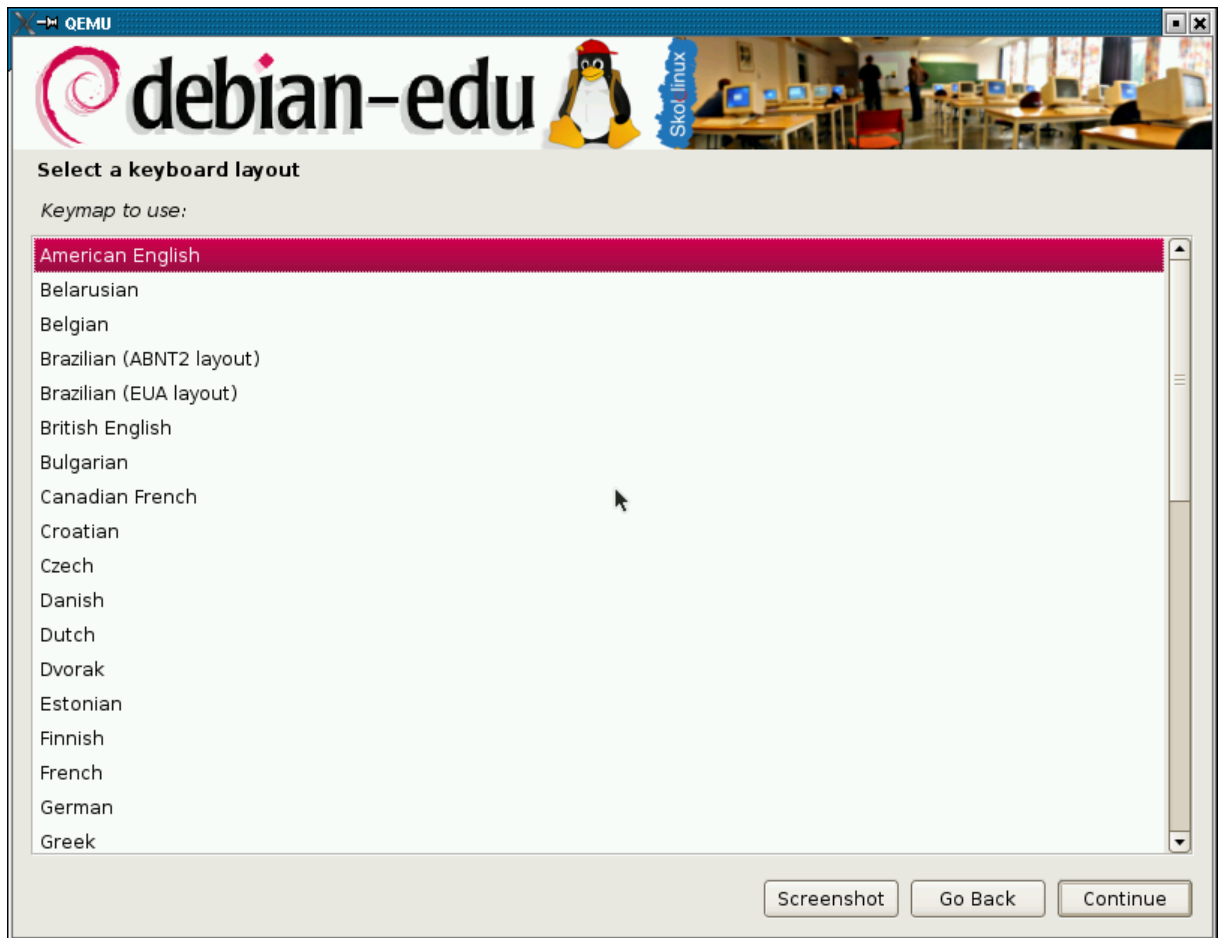 QEMU
debian-edu
Skolelinux
Select a keyboard layout
Keymap to use:
American English
Belarusian
Belgian
Brazilian (ABNT2 layout)
Brazilian (EUA layout)
British English
Bulgarian
Canadian French
Croatian
Czech
Danish
Dutch
Dvorak
Estonian
Finnish
French
German
Greek
Screenshot
Go Back
Continue